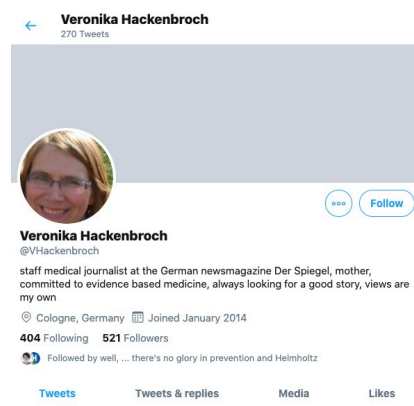 Veronika Hackenbroch
270 Tweets
Follow
Veronika Hackenbroch
@VHackenbroch
staff medical journalist at the German newsmagazine Der Spiegel, mother,
committed to evidence based medicine, always looking for a good story, views are
my own
Cologne, Germany Joined January 2014
404 Following 521 Followers
Followed by well, ... there's no glory in prevention and Helmholtz
Tweets Tweets & replies Media Likes